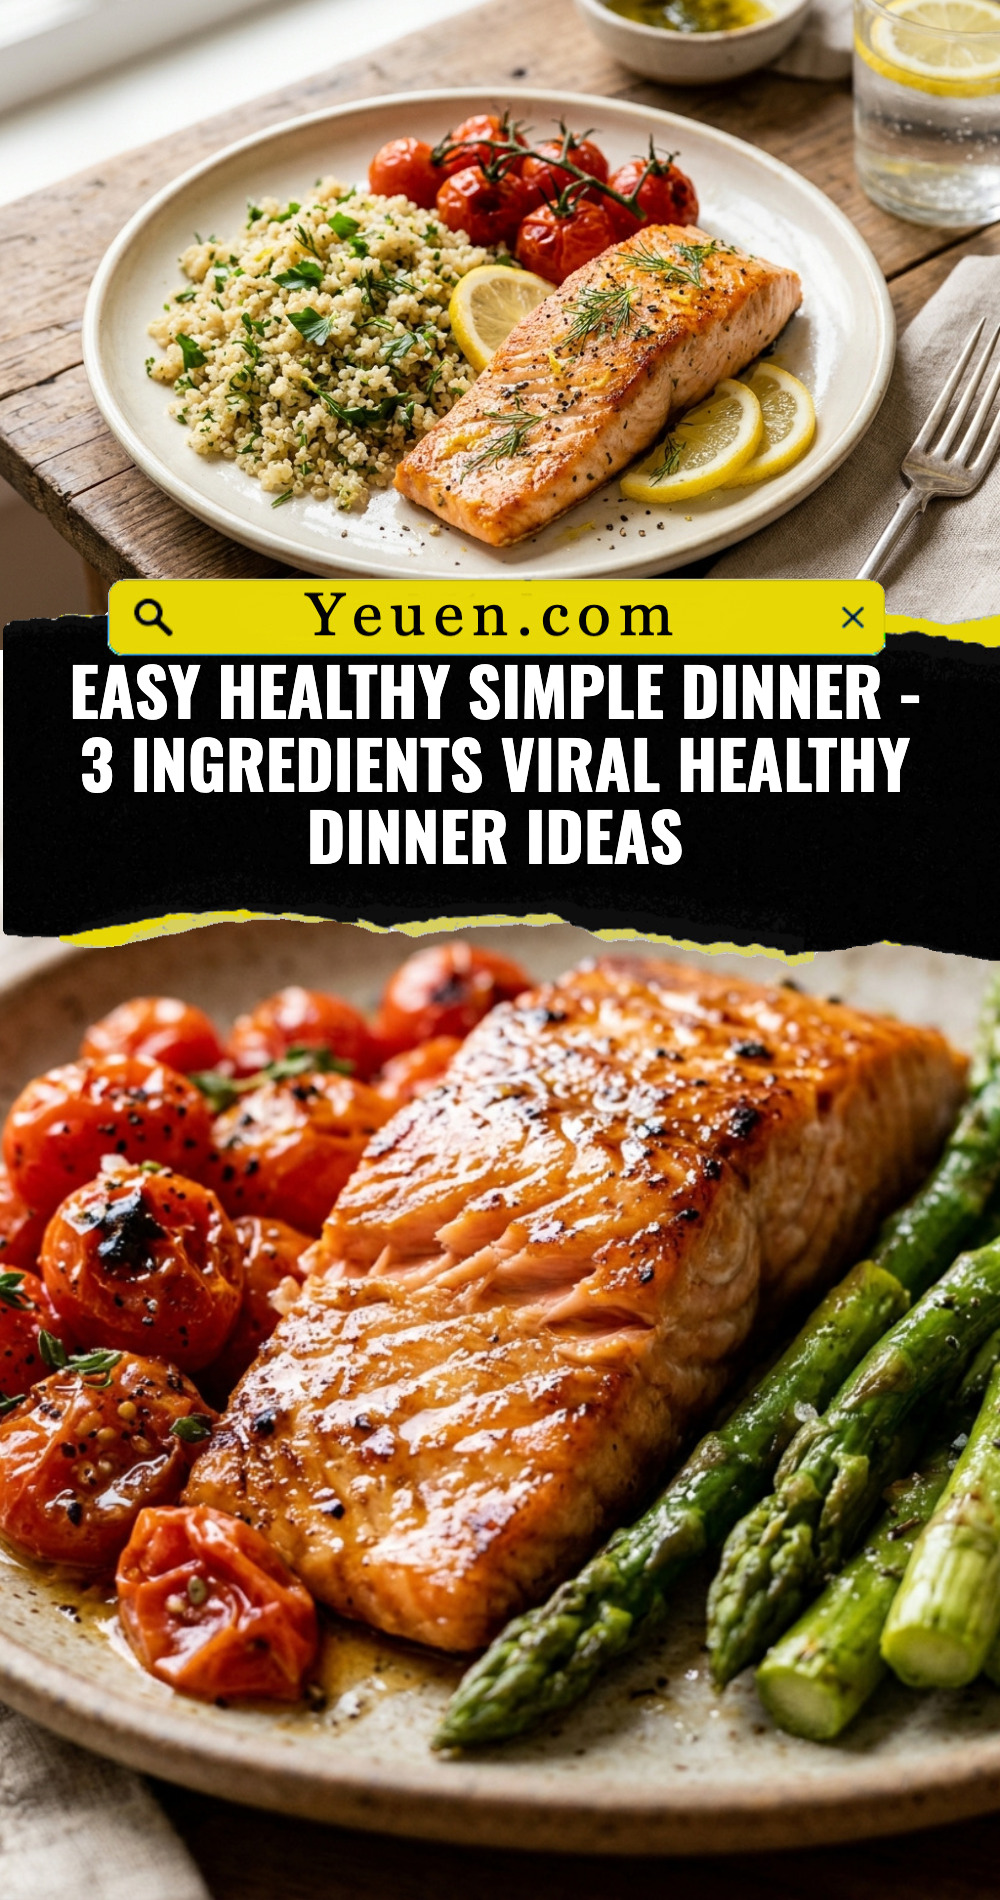 Yeuen.com
EASY HEALTHY SIMPLE DINNER -
3 INGREDIENTS VIRAL HEALTHY
DINNER IDEAS